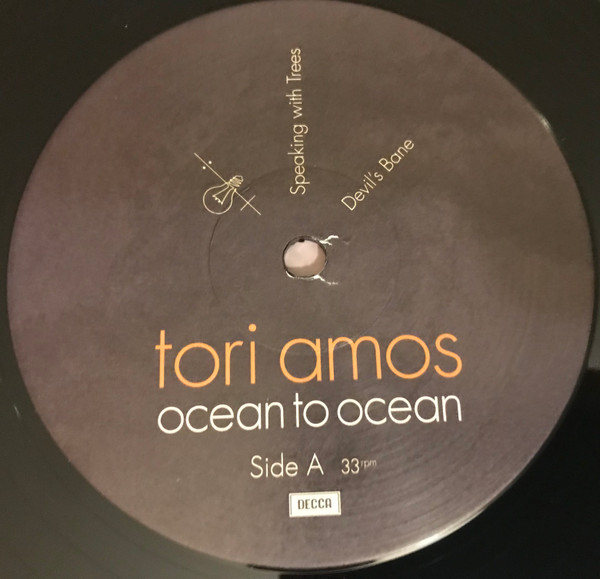 Speaking with Trees
Devil's Bane
tori amos
ocean to ocean
Side A 33rpm
DECCA